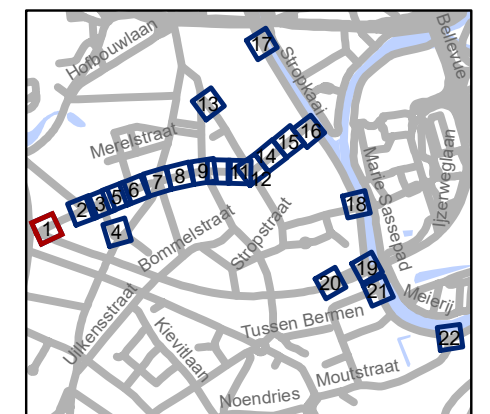 Hofbouwlaan
17
Stropkaai
Bellevue
13
Merelstraat
16
15
14
Marie Sassepad
Ijzerweglaan
1
2
3
5
6
7
8
9
11
12
4
Bommelstraat
Stropstraat
18
19
20
21
Meierij
Uilkensstraat
Kievitlaan
Tussen Bermen
22
Moutstraat
Noendries